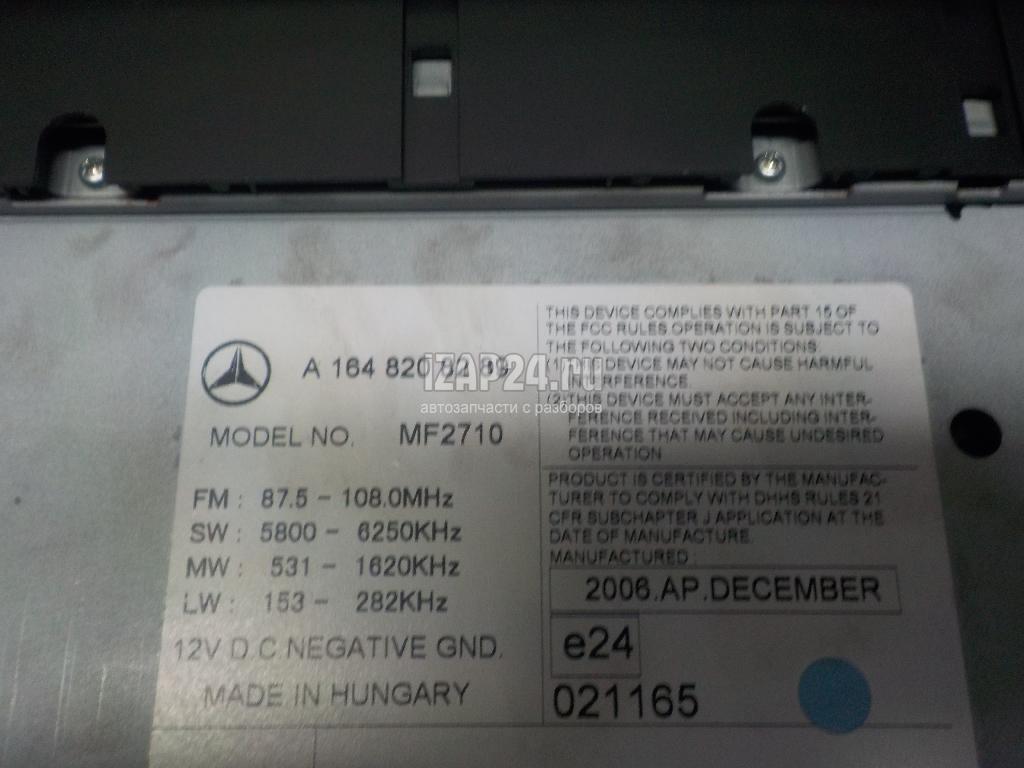 A 164 820 82 89
MODEL NO. MF2710
FM : 87.5 - 108.0MHz
SW : 5800 - 6250KHz
MW : 531 - 1620KHz
LW : 153 - 282KHz
12V D.C NEGATIVE GND.
MADE IN HUNGARY
THIS DEVICE COMPLIES WITH PART 15 OF
THE FCC RULES OPERATION IS SUBJECT TO
THE FOLLOWING TWO CONDITIONS:
(1)THIS DEVICE MAY NOT CAUSE HARMFUL
INTERFERENCE.
(2)THIS DEVICE MUST ACCEPT ANY INTER-
FERENCE RECEIVED INCLUDING INTER-
FERENCE THAT MAY CAUSE UNDESIRED
OPERATION
PRODUCT IS CERTIFIED BY THE MANUFAC-
TURER TO COMPLY WITH DHHS RULES 21
CFR SUBCHAPTER J APPLICATION AT THE
DATE OF MANUFACTURE.
MANUFACTURED :
2006.AP.DECEMBER
e24
021165
iZAP24.ru
автозапчасти с разборов